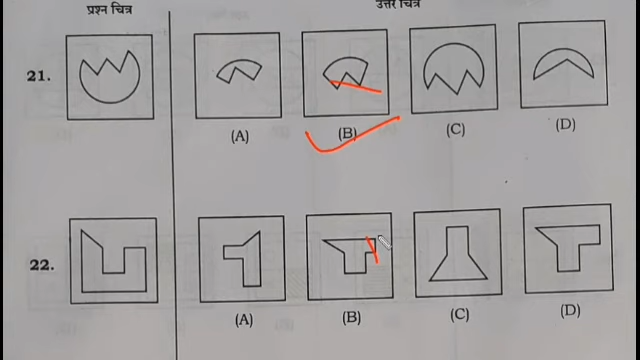 प्रश्न चित्र
उत्तर चित्र
21.
(A)
(B)
(C)
(D)
22.
(A)
(B)
(C)
(D)